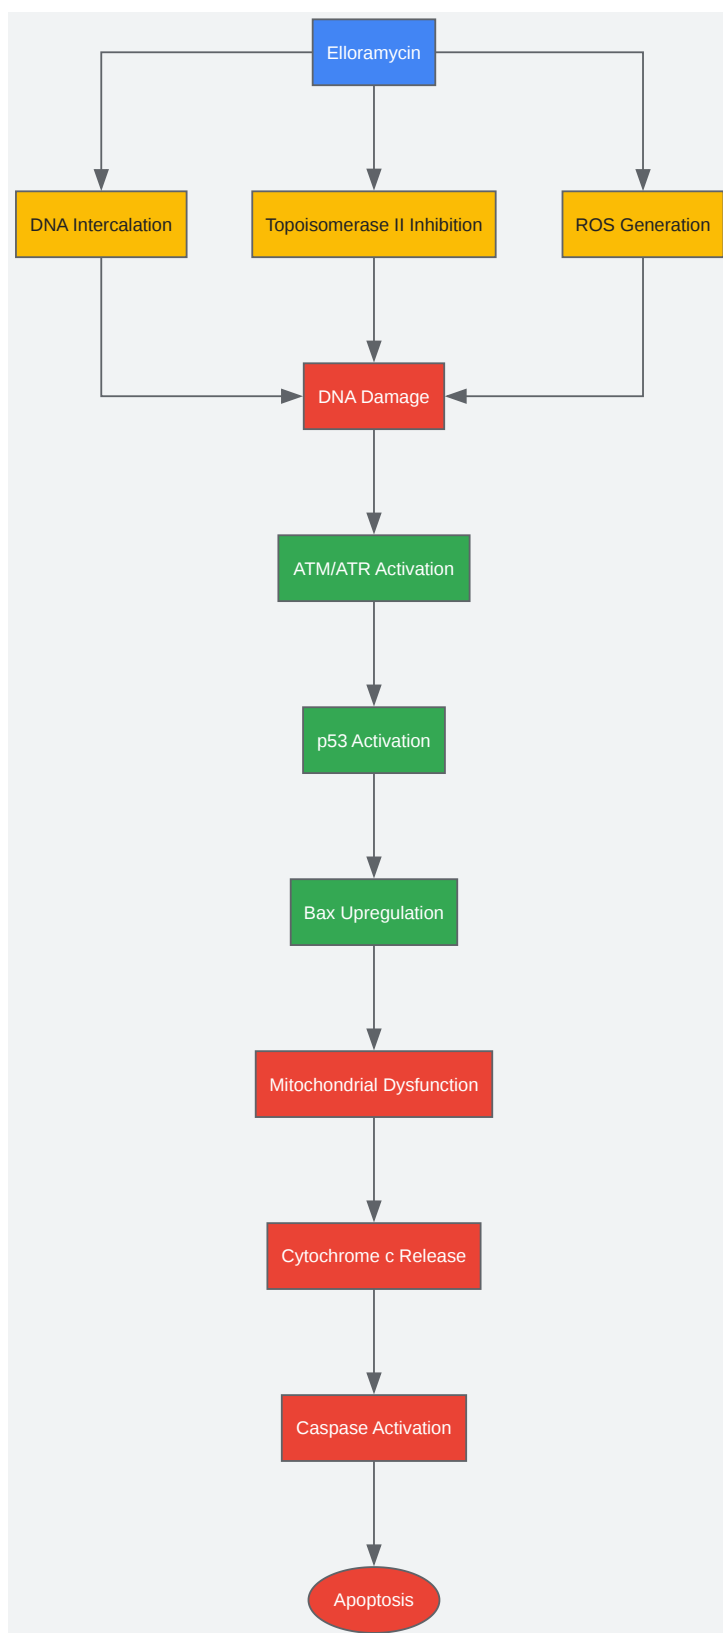 Elloramycin
DNA Intercalation
Topoisomerase II Inhibition
ROS Generation
DNA Damage
ATM/ATR Activation
p53 Activation
Bax Upregulation
Mitochondrial Dysfunction
Cytochrome c Release
Caspase Activation
Apoptosis